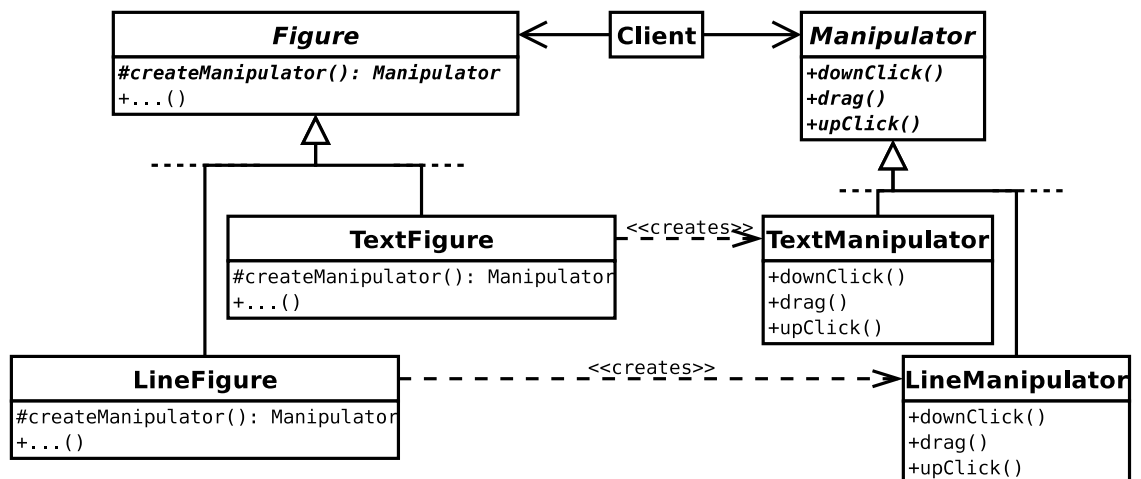 Figure
#createManipulator(): Manipulator
+...()
Client
Manipulator
+downClick()
+drag()
+upClick()
TextFigure
#createManipulator(): Manipulator
+...()
<<creates>>
TextManipulator
+downClick()
+drag()
+upClick()
LineFigure
#createManipulator(): Manipulator
+...()
<<creates>>
LineManipulator
+downClick()
+drag()
+upClick()